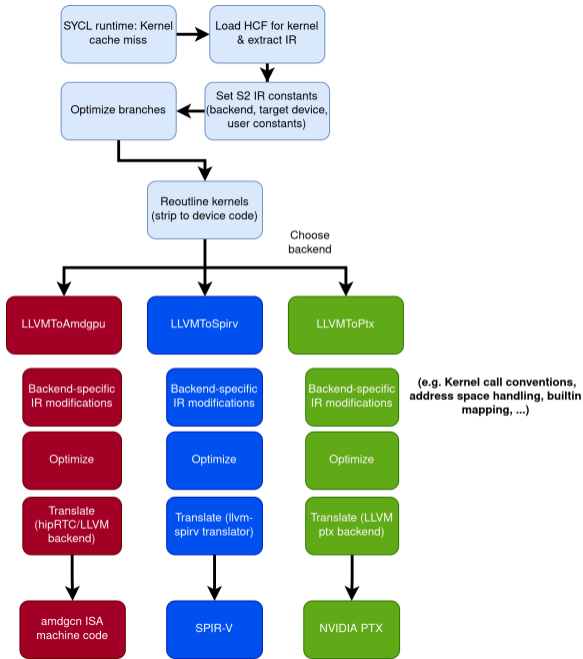 SYCL runtime: Kernel
cache miss
Load HCF for kernel
& extract IR
Set S2 IR constants
(backend, target device,
user constants)
Optimize branches
Reoutline kernels
(strip to device code)
Choose
backend
LLVMToAmdgpu
LLVMToSpirv
LLVMToPtx
Backend-specific
IR modifications
Backend-specific
IR modifications
Backend-specific
IR modifications
(e.g. Kernel call conventions,
address space handling, builtin
mapping, ...)
Optimize
Optimize
Optimize
Translate
(hipRTC/LLVM
backend)
Translate (llvm-
spirv translator)
Translate (LLVM
ptx backend)
amdgcn ISA
machine code
SPIR-V
NVIDIA PTX